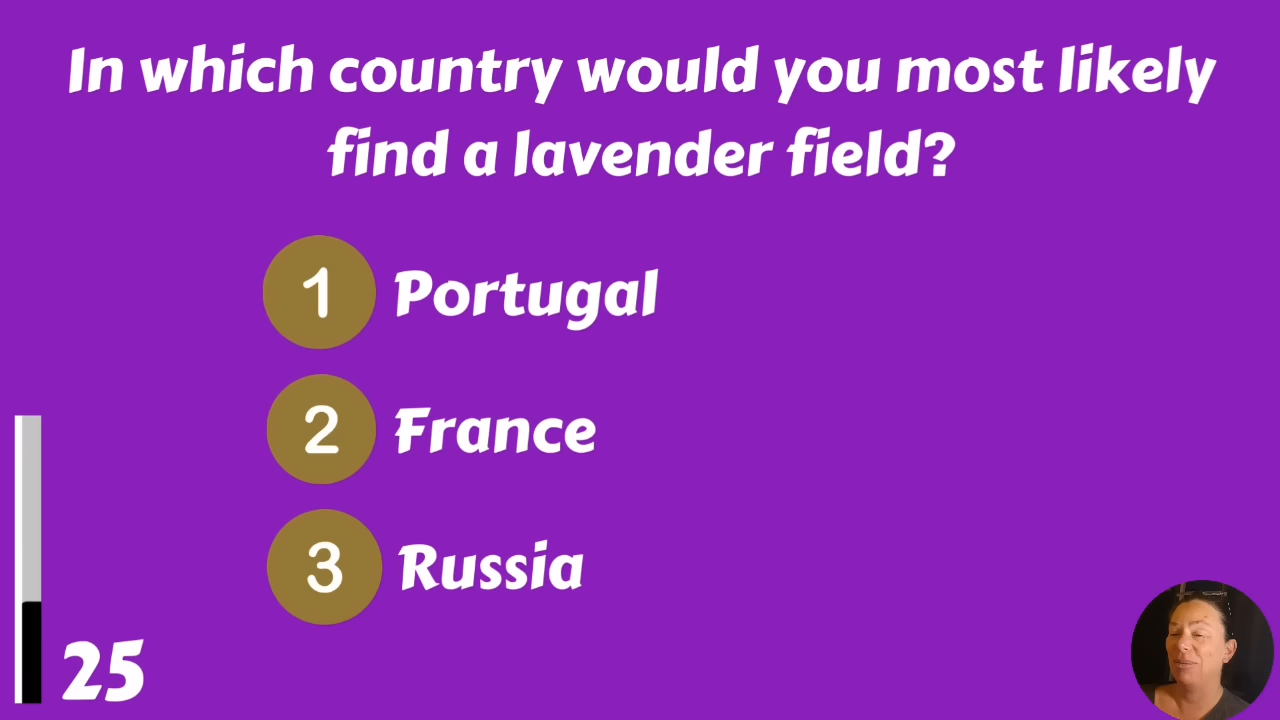 In which country would you most likely
find a lavender field?
1 Portugal
2 France
3 Russia
25